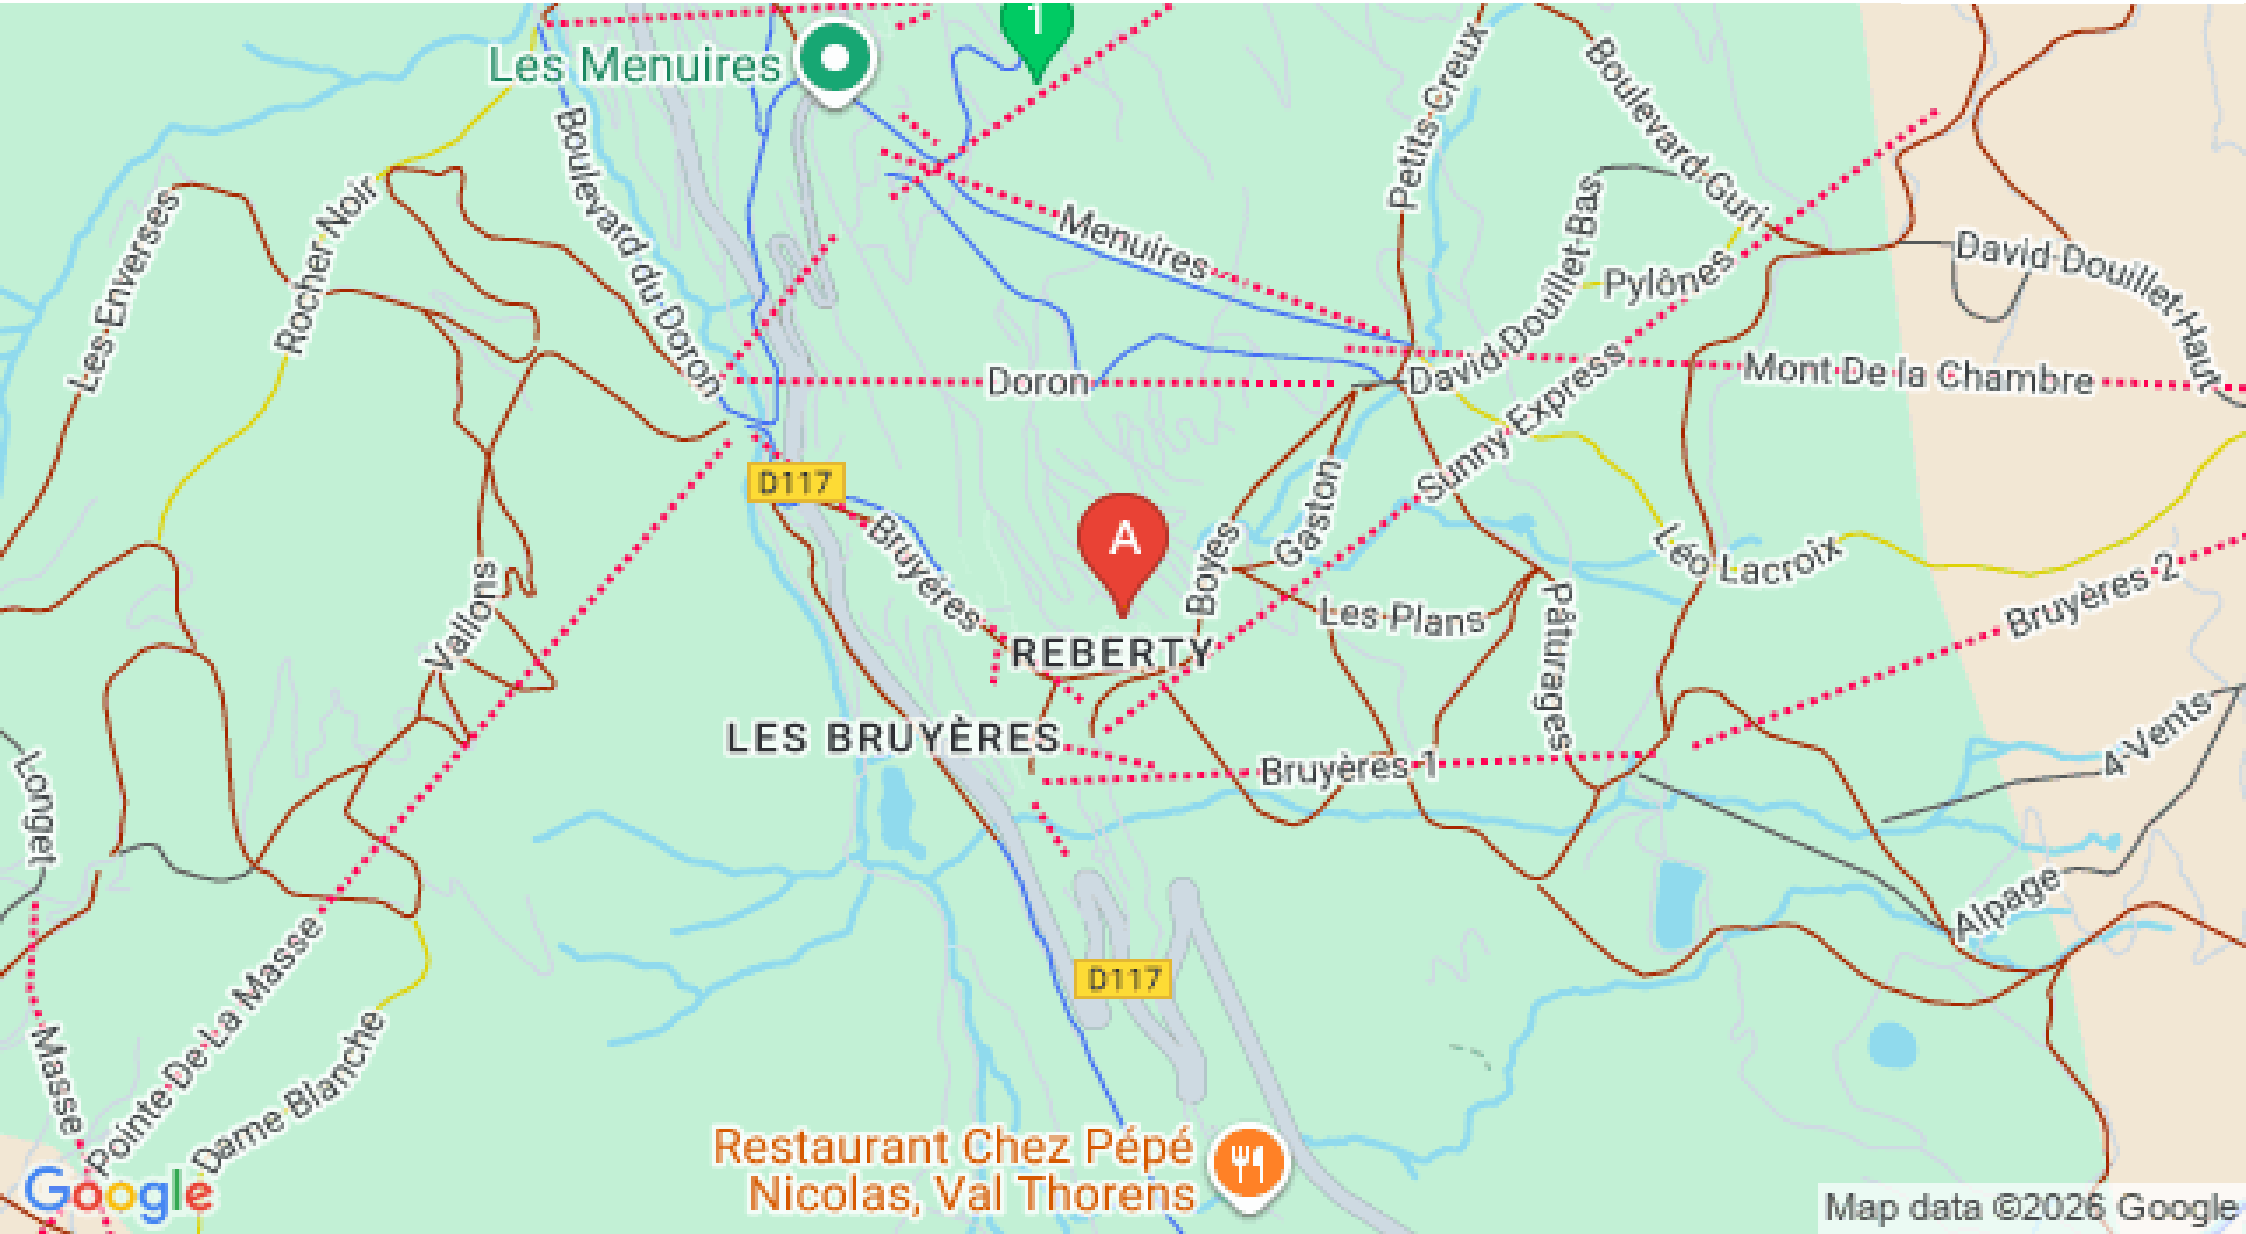 1
Les Menuires
Petits Creux
Boulevard Guri
Boulevard du Doron
Rocher Noir
Les Enverses
Menuires
David Douillet Bas
Pylônes
David Douillet Haut
Doron
David
Mont De la Chambre
Sunny Express
D117
Gaston
A
Bruyères
Boyes
Léo Lacroix
Bruyères 2
Les Plans
Vallons
REBERTY
Pâturages
LES BRUYÈRES
Bruyères 1
4 Vents
Longet
Alpage
D117
Masse
Pointe De La Masse
Dame Blanche
Restaurant Chez Pépé
Nicolas, Val Thorens
Google
Map data ©2026 Google